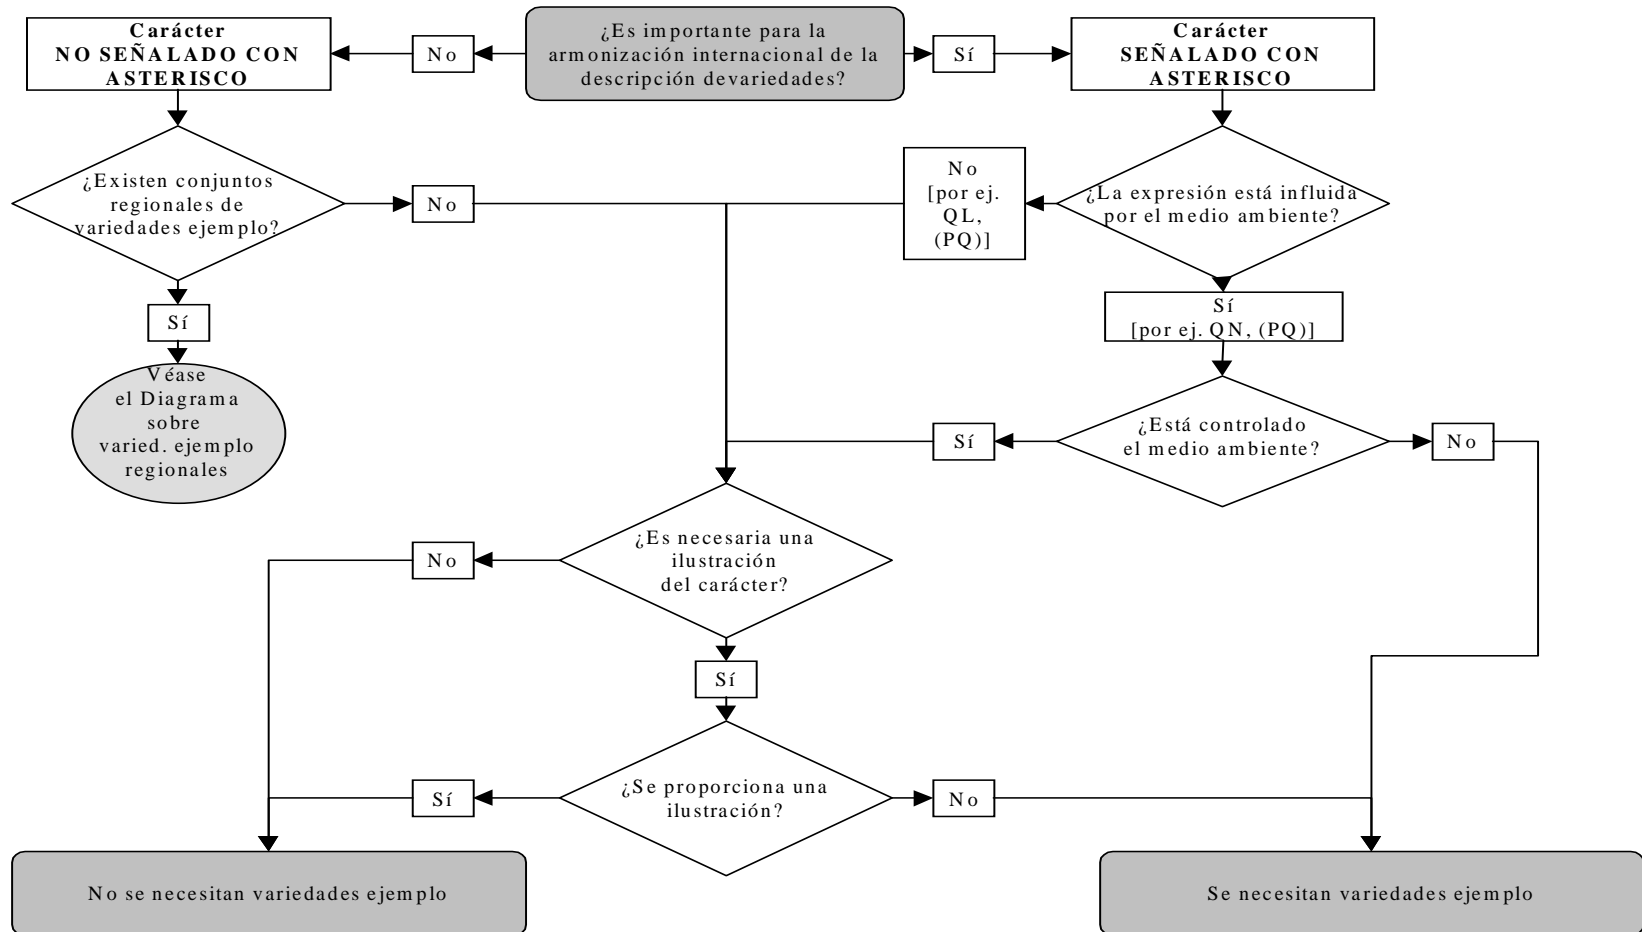 Carácter
NO SEÑALADO CON
ASTERISCO
No
¿Es importante para la
armonización internacional de la
descripción devariedades?
Sí
Carácter
SEÑALADO CON
ASTERISCO
¿Existen conjuntos
regionales de
variedades ejemplo?
No
No
[por ej.
QL,
(PQ)]
¿La expresión está influida
por el medio ambiente?
Sí
Sí
[por ej. QN, (PQ)]
Véase
el Diagrama
sobre
varied. ejemplo
regionales
Sí
¿Está controlado
el medio ambiente?
No
No
¿Es necesaria una
ilustración
del carácter?
Sí
Sí
¿Se proporciona una
ilustración?
No
No se necesitan variedades ejemplo
Se necesitan variedades ejemplo